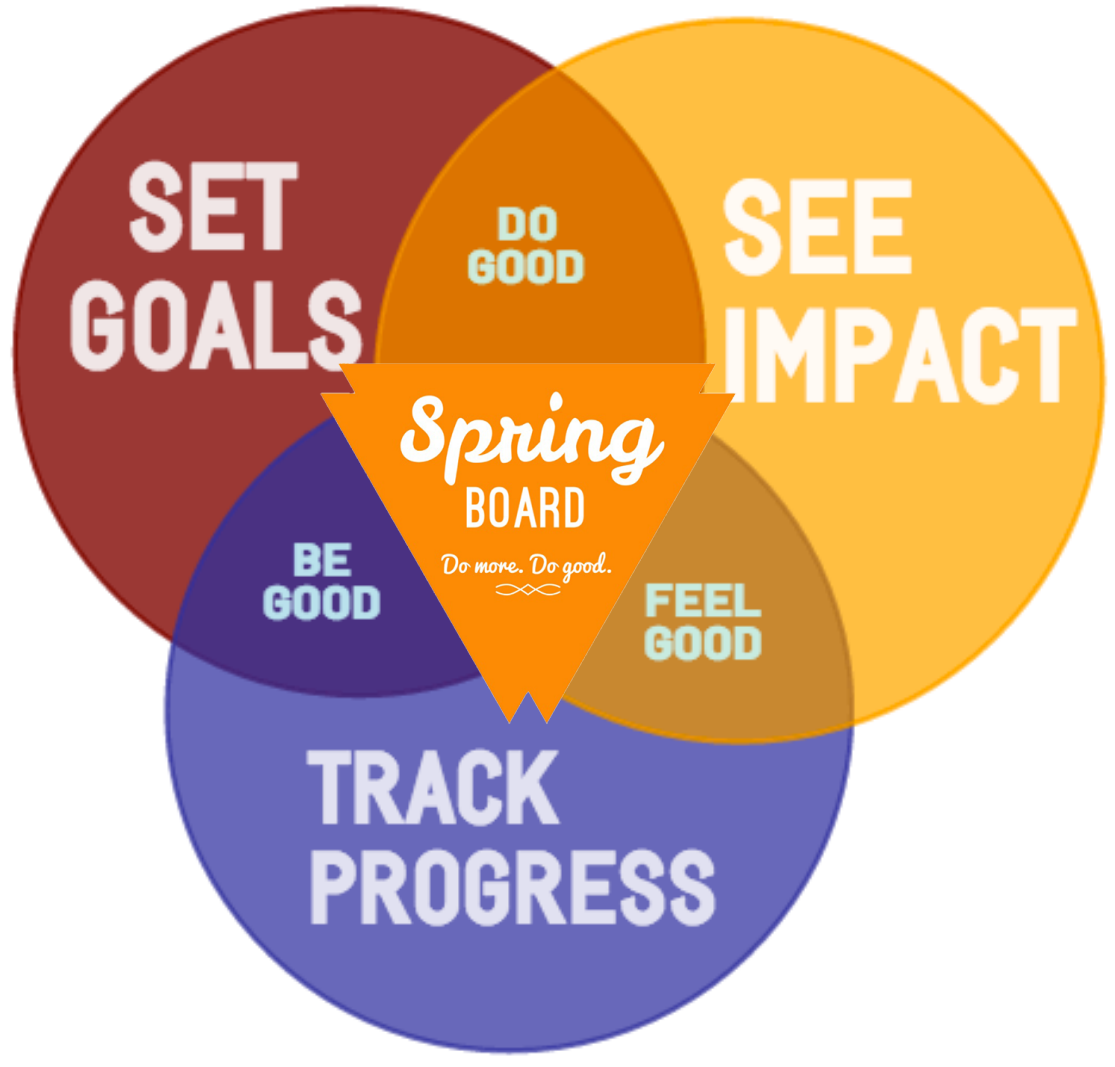 SET
GOALS
DO
GOOD
SEE
IMPACT
Spring
BOARD
Do more. Do good.
BE
GOOD
FEEL
GOOD
TRACK
PROGRESS